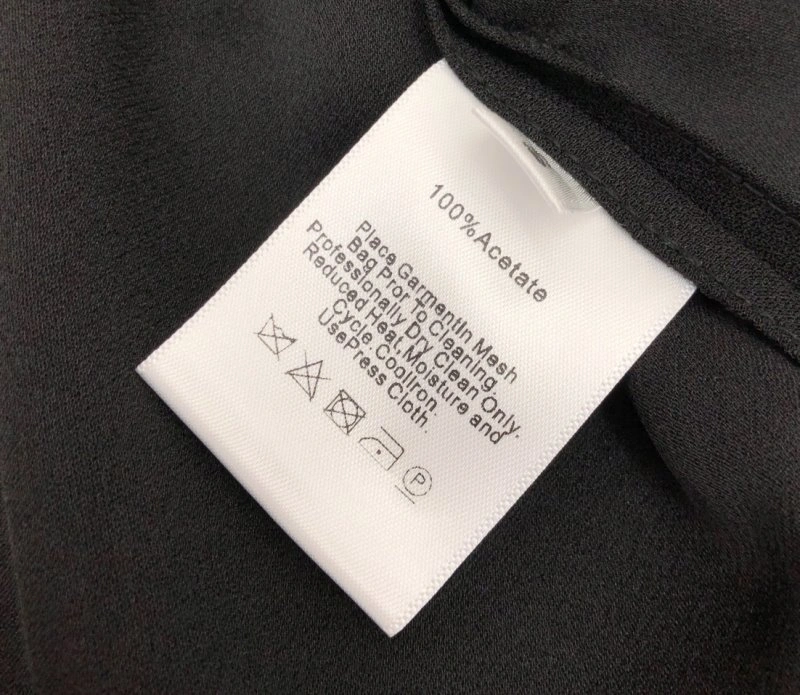 100%Acetate
Place GarmentIn Mesh
Bag Pror To Cleaning.
Professionally Dry Clean Only.
Reduced Heat,Moisture and
Cycle.CoolIron.
UsePress Cloth.
P